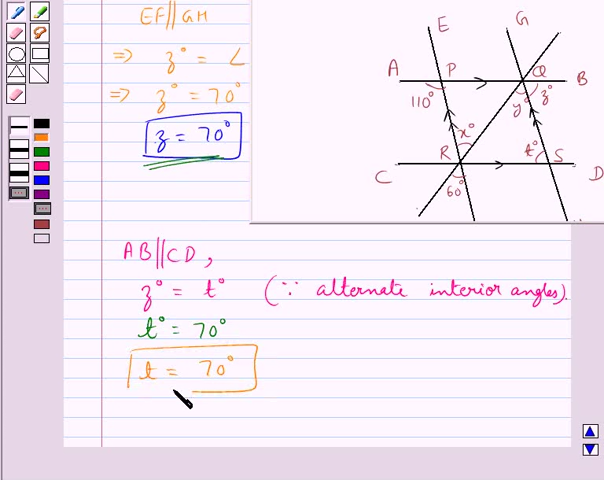 EF∥GH
⇒ z° = ∠
⇒ z° = 70°
z = 70°
E
G
A
P
Q
B
110°
y°
z°
x°
R
t°
S
C
D
60°
AB∥CD,
z° = t° (∵ alternate interior angles).
t° = 70°
t = 70°